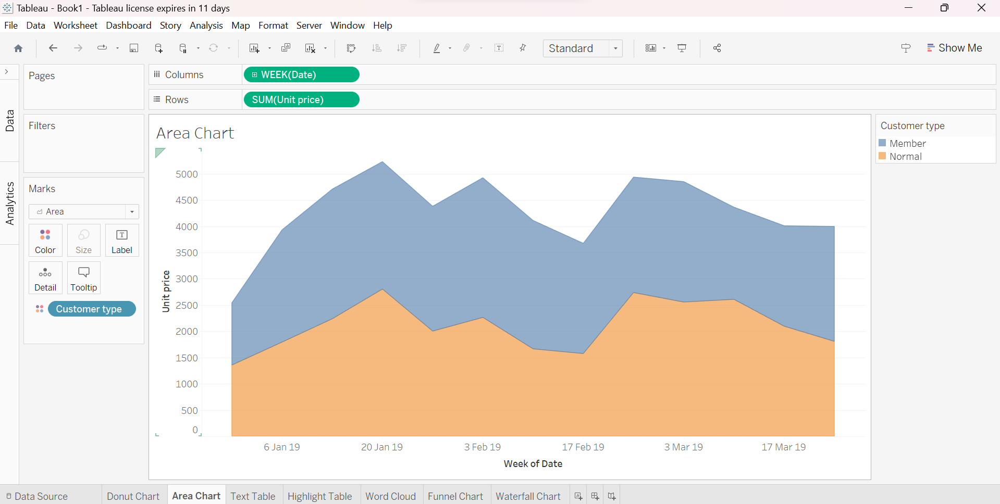 Tableau - Book1 - Tableau license expires in 11 days
File Data Worksheet Dashboard Story Analysis Map Format Server Window Help
Standard
Show Me
Pages
Columns
WEEK(Date)
Rows
SUM(Unit price)
Data
Analytics
Filters
Marks
Area
Color
Size
Label
Detail
Tooltip
Customer type
Area Chart
Unit price
5000
4500
4000
3500
3000
2500
2000
1500
1000
500
0
6 Jan 19
20 Jan 19
3 Feb 19
17 Feb 19
3 Mar 19
17 Mar 19
Week of Date
Customer type
Member
Normal
Data Source
Donut Chart
Area Chart
Text Table
Highlight Table
Word Cloud
Funnel Chart
Waterfall Chart